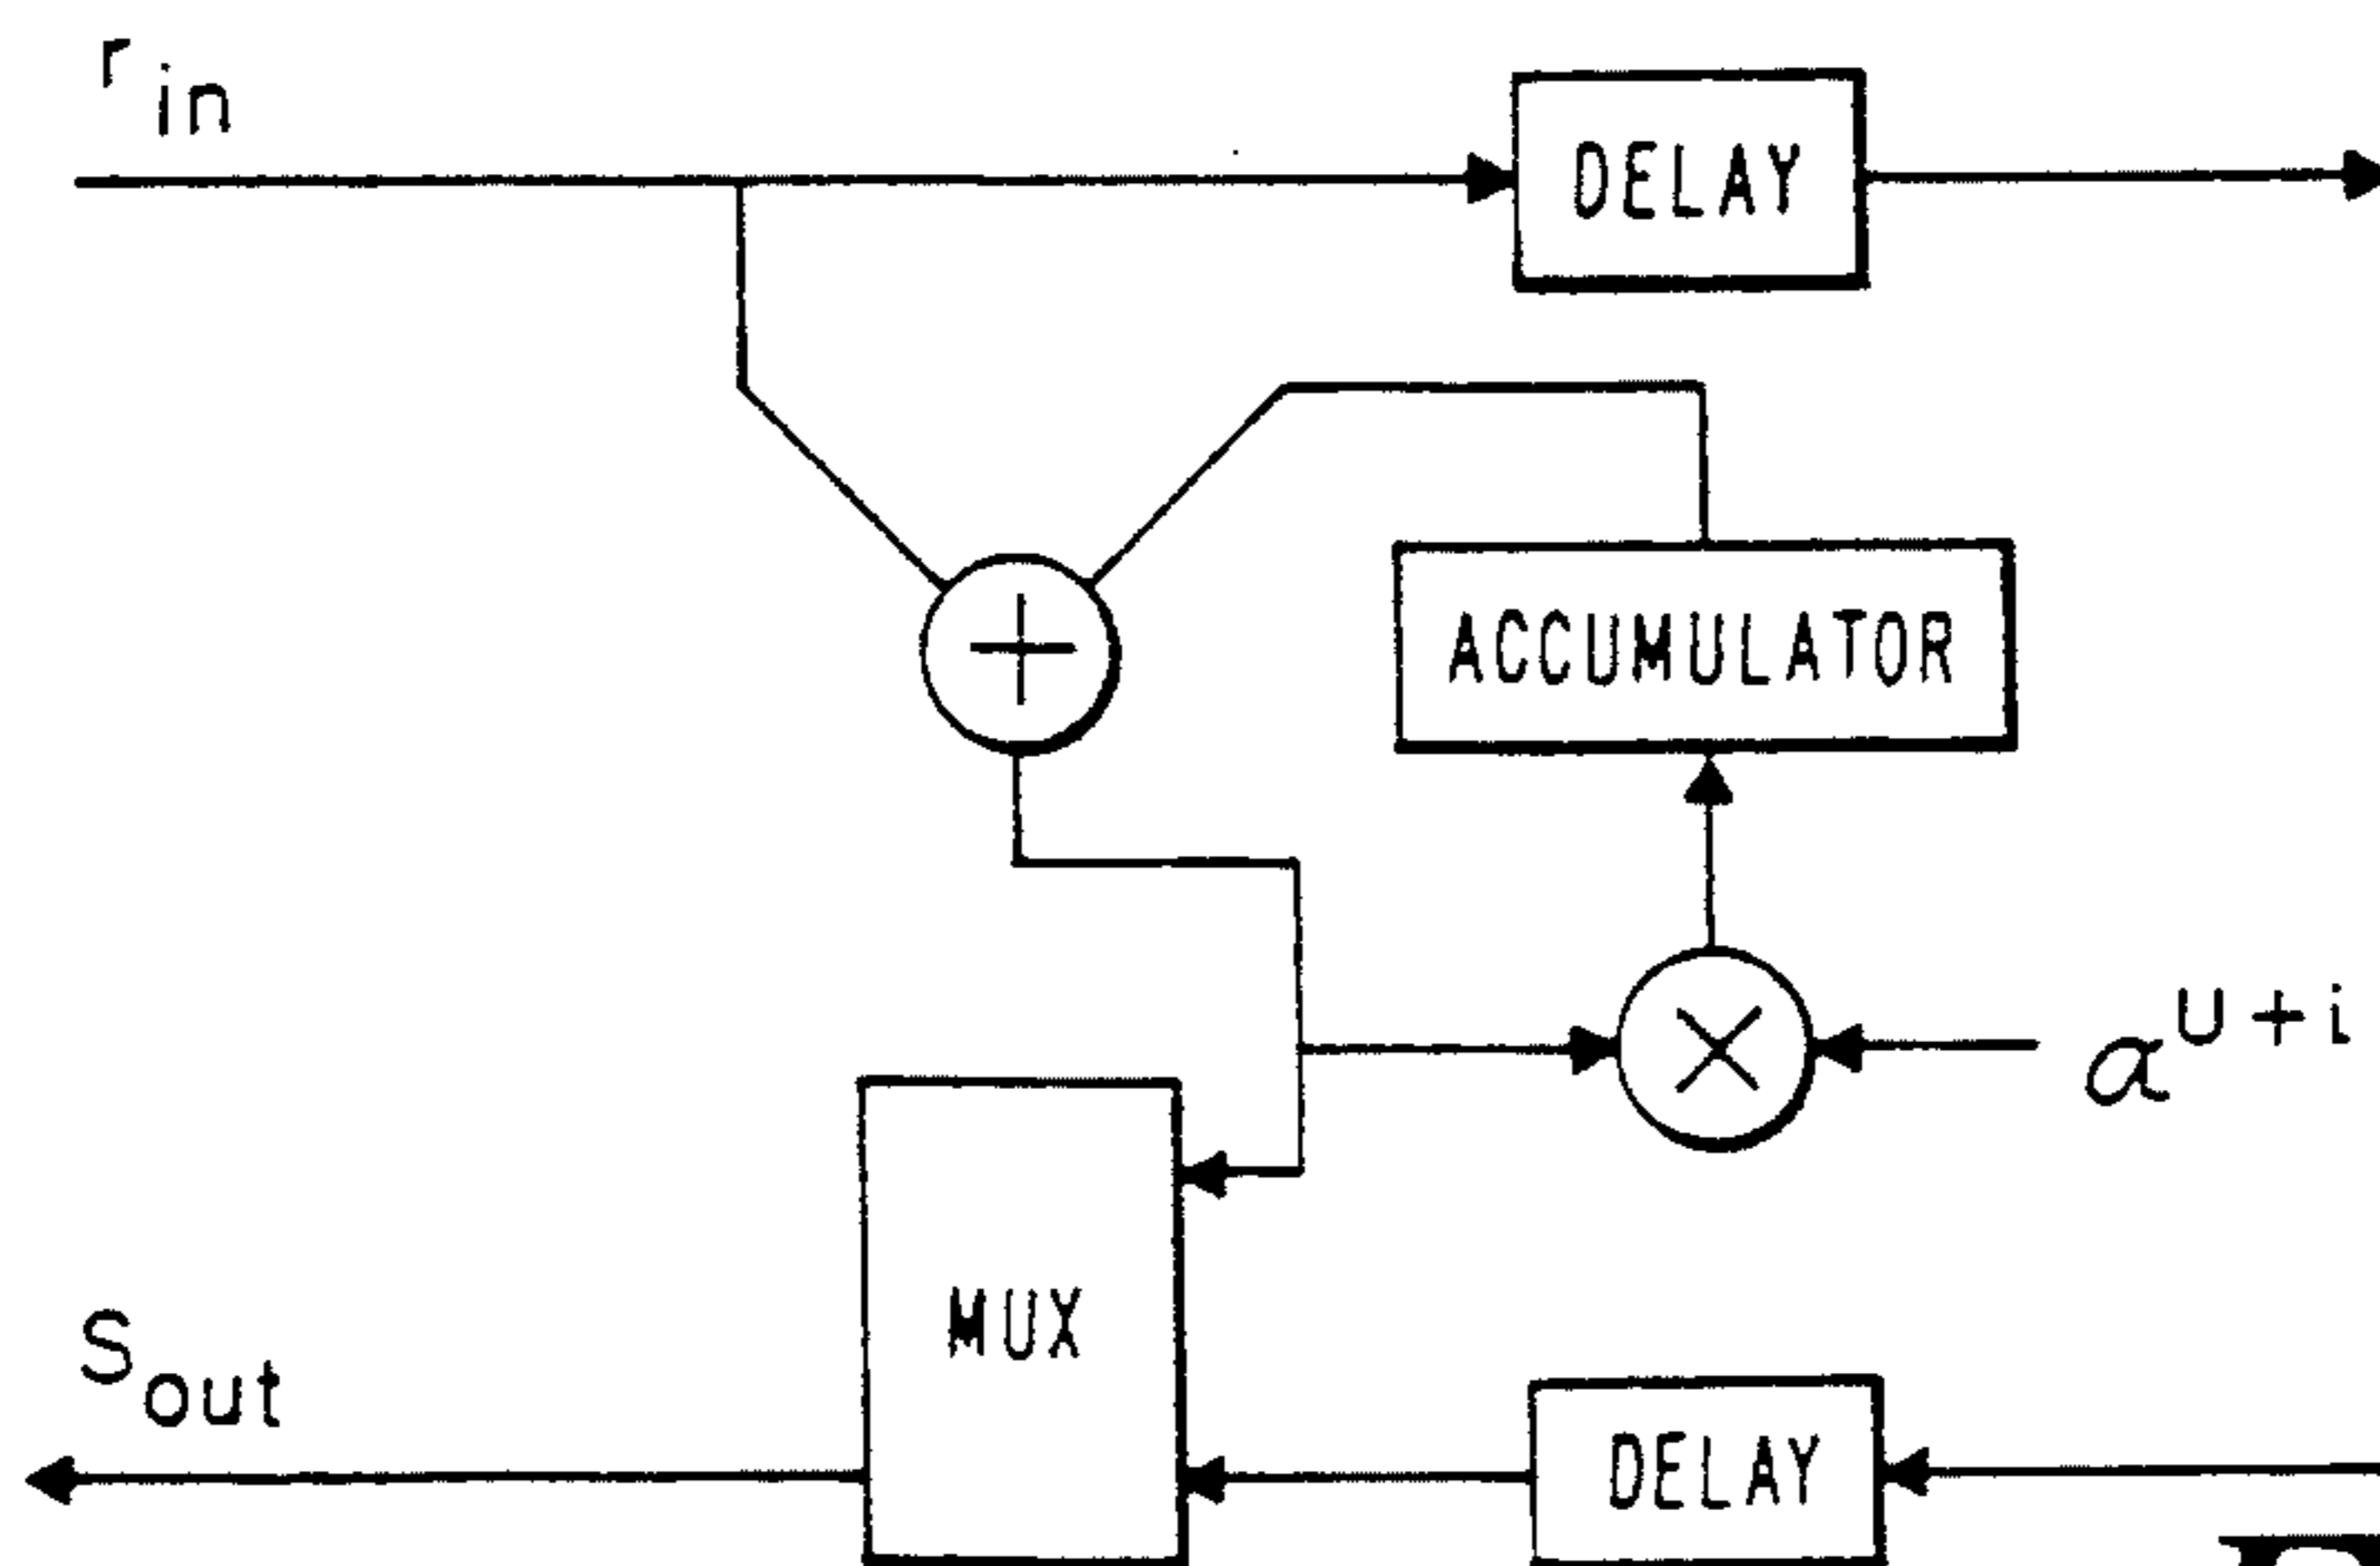 r in
DELAY
+
ACCUMULATOR
×
α^U+i
MUX
S out
DELAY